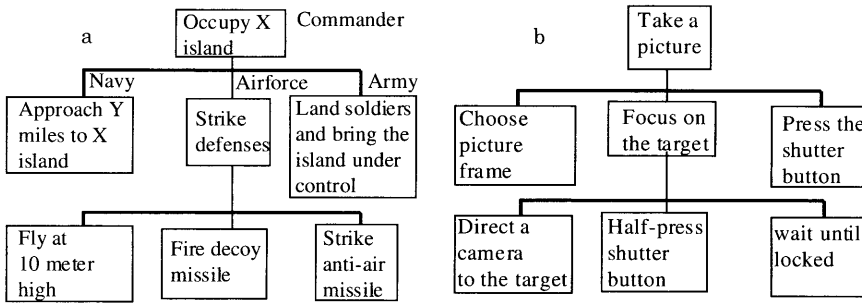 a
Occupy X
island
Commander
Navy
Airforce
Army
Approach Y
miles to X
island
Strike
defenses
Land soldiers
and bring the
island under
control
Fly at
10 meter
high
Fire decoy
missile
Strike
anti-air
missile
b
Take a
picture
Choose
picture
frame
Focus on
the target
Press the
shutter
button
Direct a
camera
to the target
Half-press
shutter
button
wait until
locked